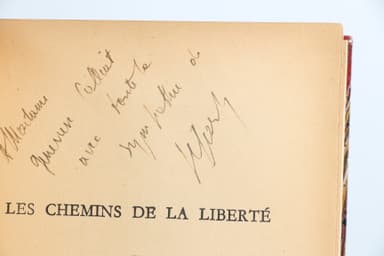 A Madame
avec toute la
sympathie de
LES CHEMINS DE LA LIBERTÉ